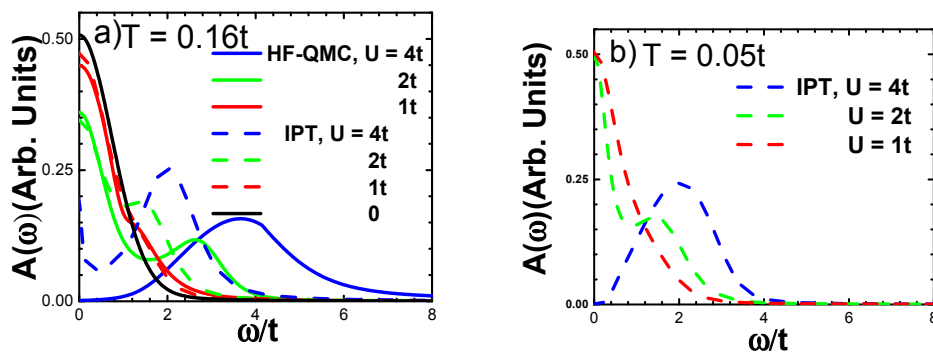 a) T = 0.16t
A(ω)(Arb. Units)
0.50
0.25
0.00
HF-QMC, U = 4t
2t
1t
IPT, U = 4t
2t
1t
0
0 2 4 6 8
ω/t
b) T = 0.05t
A(ω)(Arb. Units)
0.50
0.25
0.00
IPT, U = 4t
U = 2t
U = 1t
0 2 4 6 8
ω/t